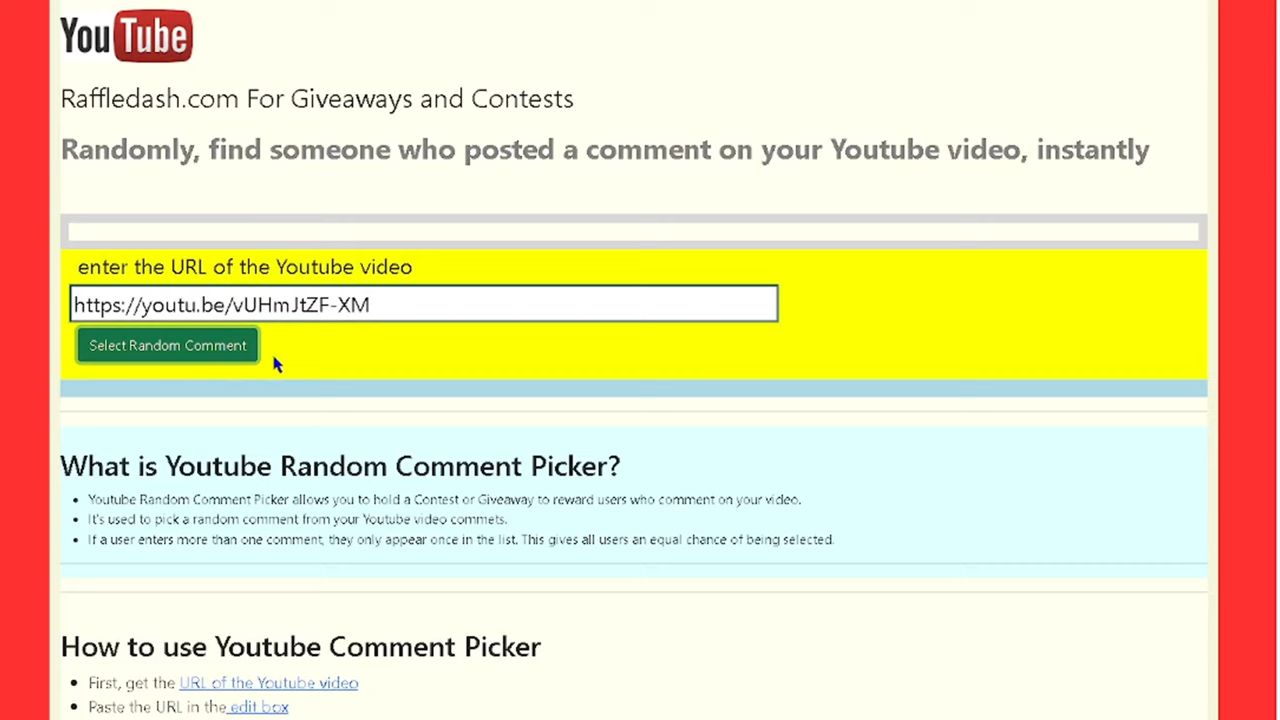 YouTube
Raffledash.com For Giveaways and Contests
Randomly, find someone who posted a comment on your Youtube video, instantly
enter the URL of the Youtube video
https://youtu.be/vUHmJtZF-XM
Select Random Comment
What is Youtube Random Comment Picker?
Youtube Random Comment Picker allows you to hold a Contest or Giveaway to reward users who comment on your video.
It's used to pick a random comment from your Youtube video commets.
If a user enters more than one comment, they only appear once in the list. This gives all users an equal chance of being selected.
How to use Youtube Comment Picker
First, get the URL of the Youtube video
Paste the URL in the edit box